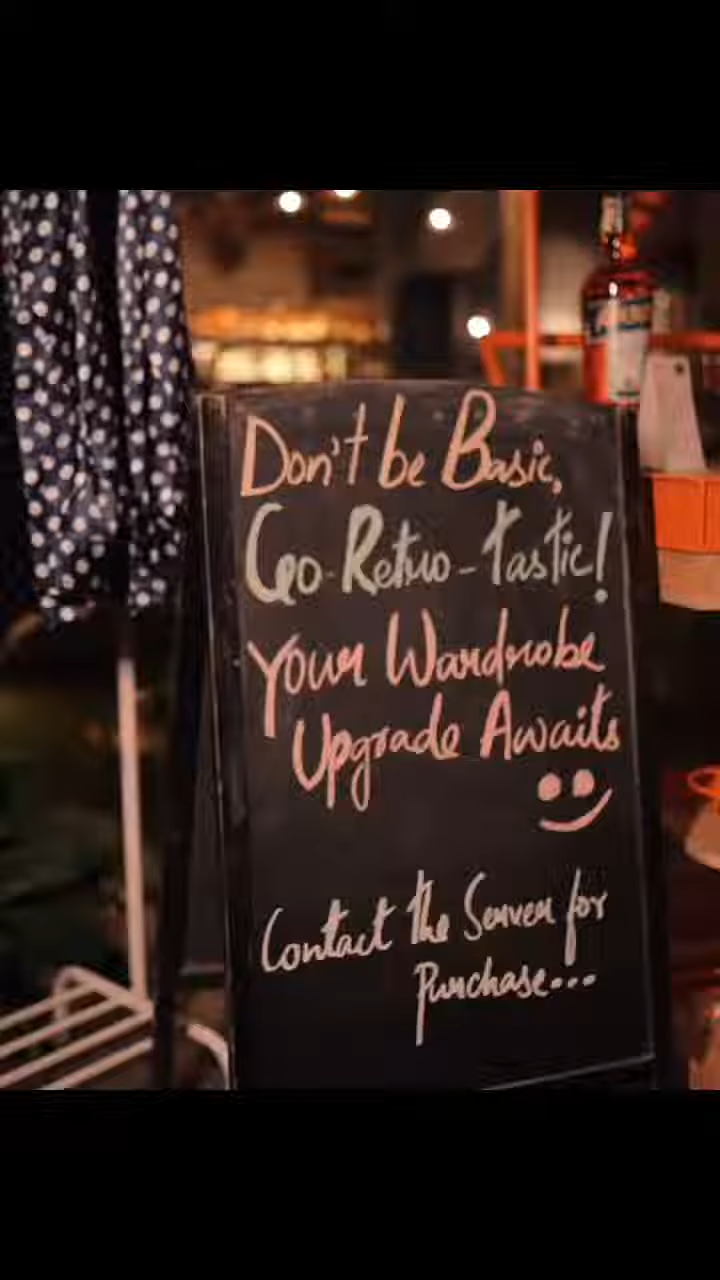 Don't be Basic,
Go-Retro-tastic!
Your Wardrobe
Upgrade Awaits
Contact the Server for
Purchase...